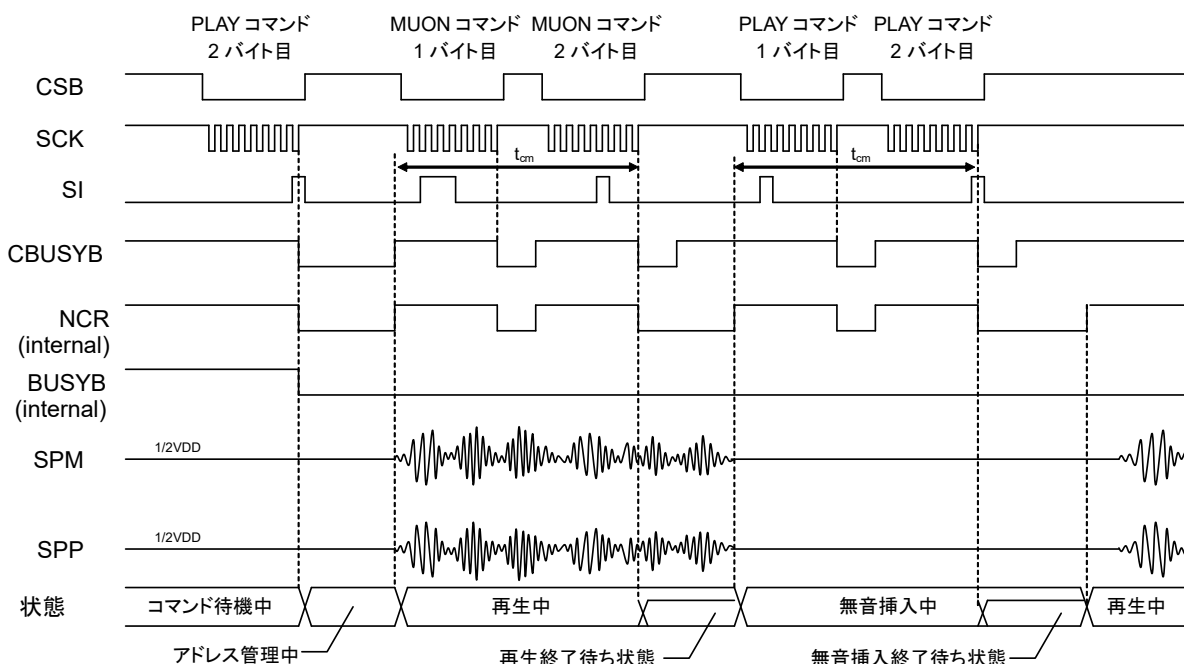 PLAY コマンド
2 バイト目
MUON コマンド
1 バイト目
MUON コマンド
2 バイト目
PLAY コマンド
1 バイト目
PLAY コマンド
2 バイト目
CSB
SCK
tcm
tcm
SI
CBUSYB
NCR
(internal)
BUSYB
(internal)
1/2VDD
SPM
1/2VDD
SPP
状態
コマンド待機中
再生中
無音挿入中
再生中
アドレス管理中
再生終了待ち状態
無音挿入終了待ち状態